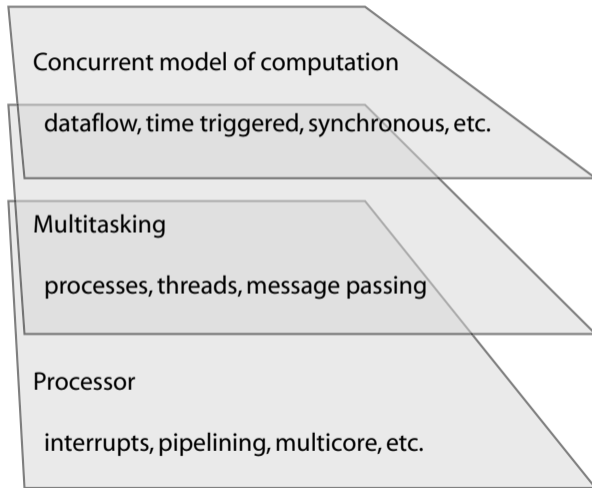 Concurrent model of computation
dataflow, time triggered, synchronous, etc.
Multitasking
processes, threads, message passing
Processor
interrupts, pipelining, multicore, etc.